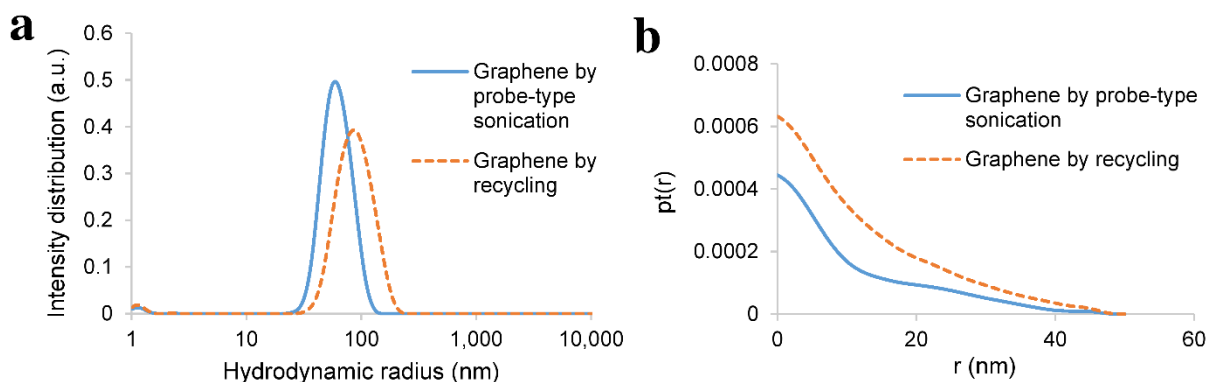 a
Intensity distribution (a.u.)
0.6
0.5
0.4
0.3
0.2
0.1
0
1
10
100
1,000
10,000
Hydrodynamic radius (nm)
Graphene by
probe-type
sonication
Graphene by
recycling
b
pt(r)
0.0008
0.0006
0.0004
0.0002
0
0
20
40
60
r (nm)
Graphene by probe-type
sonication
Graphene by recycling